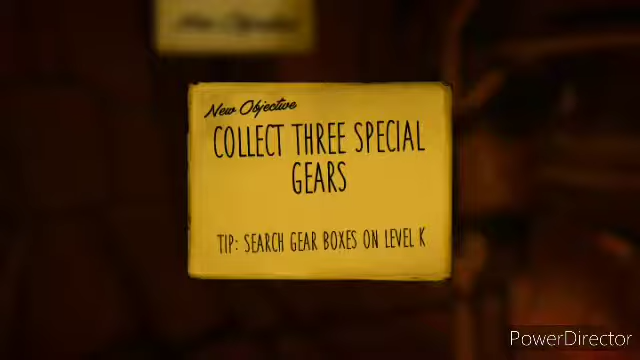 New Objective
COLLECT THREE SPECIAL
GEARS
TIP: SEARCH GEAR BOXES ON LEVEL K
PowerDirector